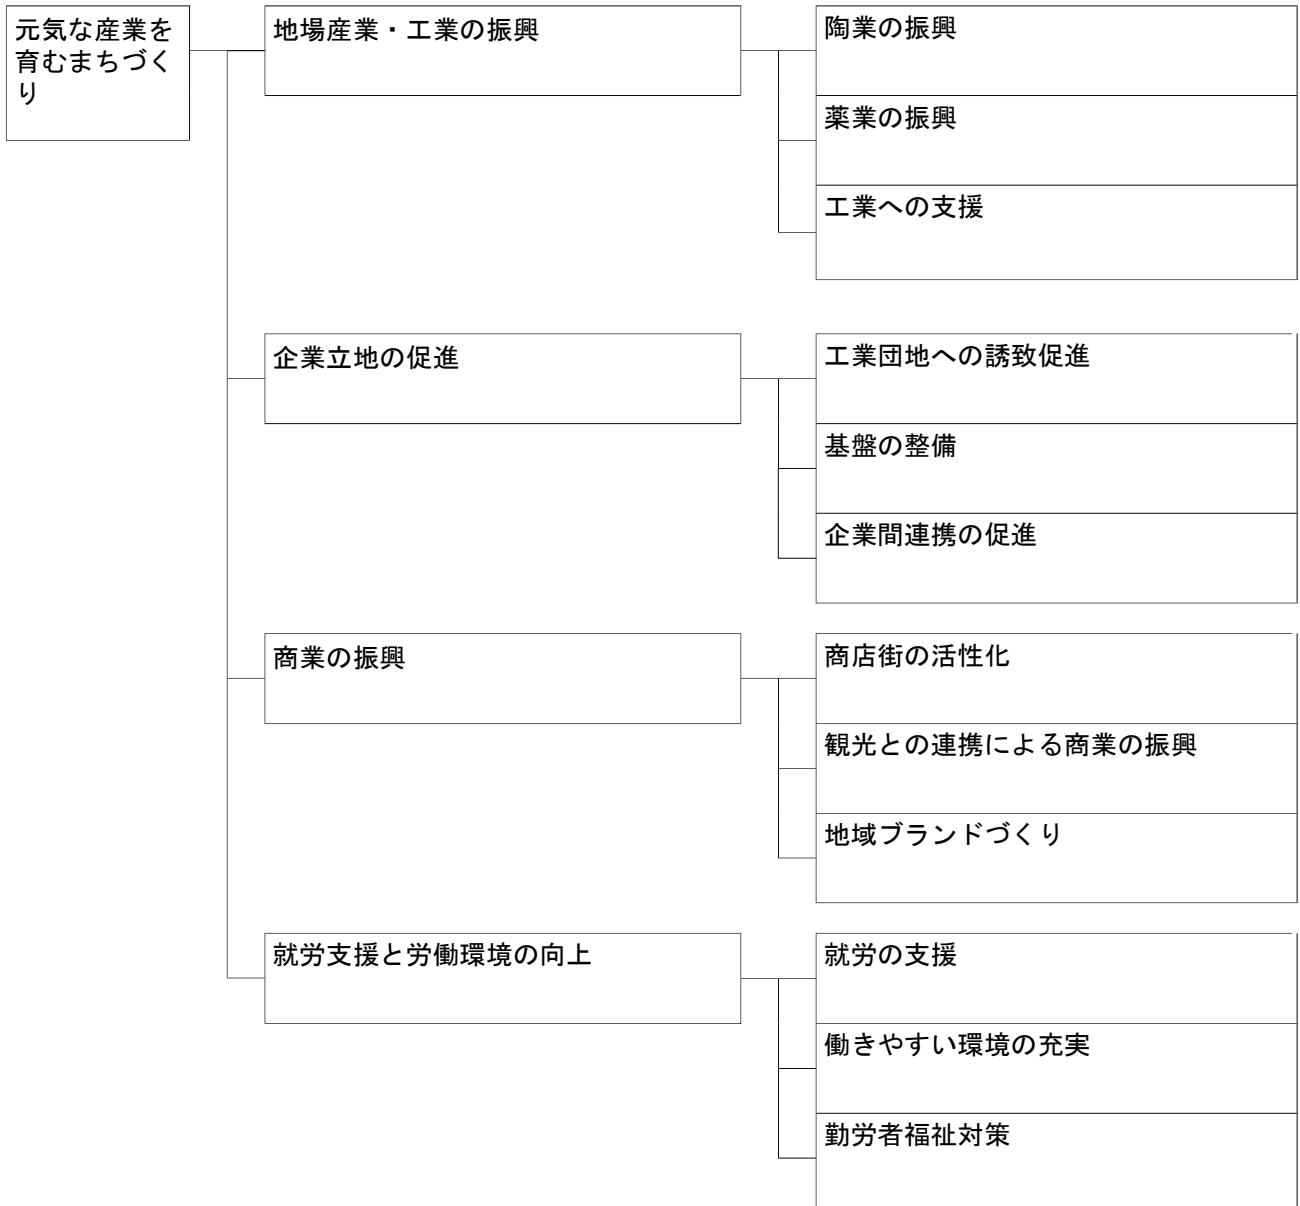 元気な産業を
育むまちづく
り
地場産業・工業の振興
陶業の振興
薬業の振興
工業への支援
企業立地の促進
工業団地への誘致促進
基盤の整備
企業間連携の促進
商業の振興
商店街の活性化
観光との連携による商業の振興
地域ブランドづくり
就労支援と労働環境の向上
就労の支援
働きやすい環境の充実
勤労者福祉対策